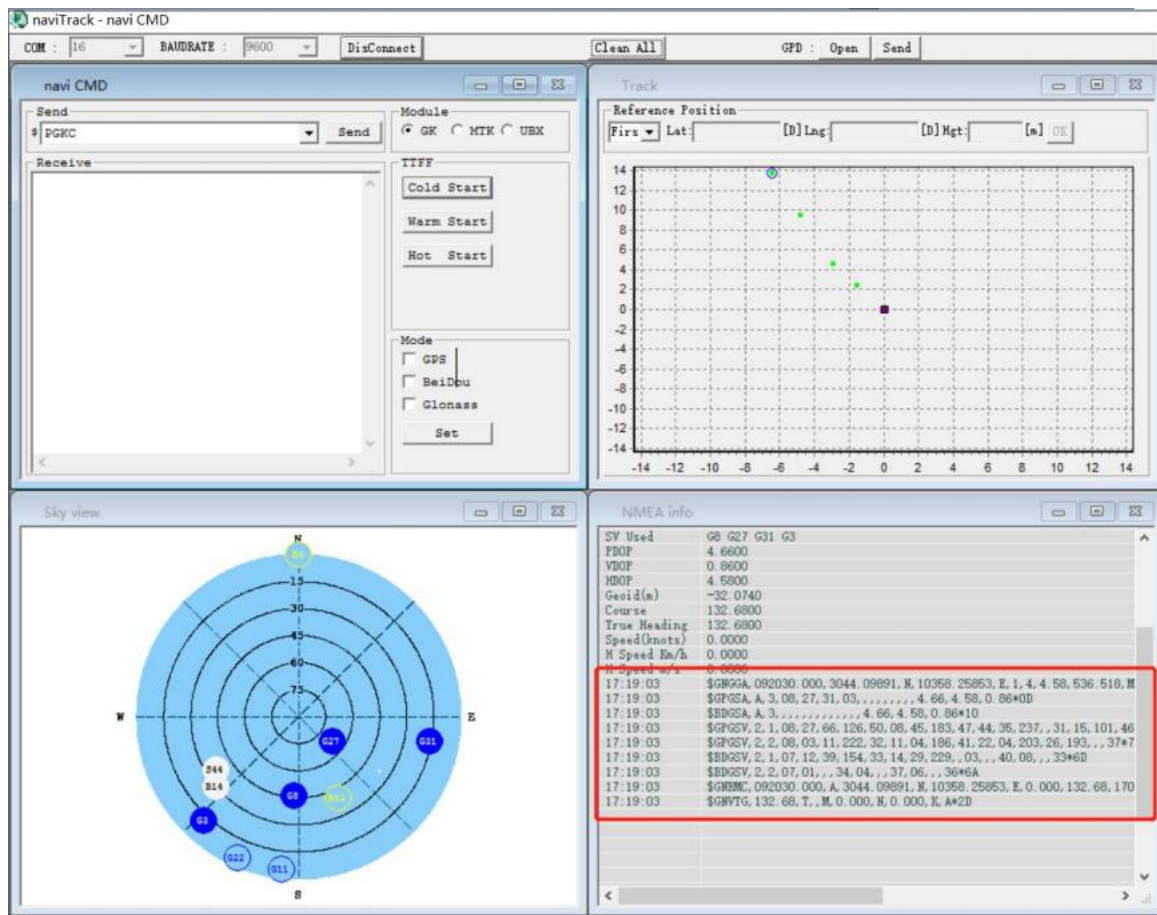 naviTrack - navi CMD
COM : 16 BAUDRATE : 9600 DisConnect Clean All GPD : Open Send
navi CMD
Send
$ PGKC Send
Module
GK MTK UBX
Receive
TTFF
Cold Start
Warm Start
Hot Start
Mode
GPS
BeiDou
Glonass
Set
Track
Reference Position
Firs Lat: [D] Lng: [D] Hgt: [m] OK
14
12
10
8
6
4
2
0
-2
-4
-6
-8
-10
-12
-14
-14 -12 -10 -8 -6 -4 -2 0 2 4 6 8 10 12 14
Sky view
N
15
30
45
60
75
W E
G27 G31
S44
B14
G8
G3
G22 G11
S
NMEA info
SV Used G8 G27 G31 G3
PDOP 4.6600
VDOP 0.8600
HDOP 4.5800
Geoid(m) -32.0740
Course 132.6800
True Heading 132.6800
Speed(knots) 0.0000
H Speed Km/h 0.0000
H Speed m/s 0.0000
17:19:03 $GNGGA,092030.000,3044.09891,N,10358.25853,E,1,4,4.58,536.518,M
17:19:03 $GPGSA,A,3,08,27,31,03,,,,,,,,,4.66,4.58,0.86*0D
17:19:03 $BDGSA,A,3,,,,,,,,,,,,,4.66,4.58,0.86*10
17:19:03 $GPGSV,2,1,08,27,66,126,50,08,45,183,47,44,35,237,,31,15,101,46
17:19:03 $GPGSV,2,2,08,03,11,222,32,11,04,186,41,22,04,203,26,193,,,37*7
17:19:03 $BDGSV,2,1,07,12,39,154,33,14,29,229,,03,,,40,08,,,33*6D
17:19:03 $BDGSV,2,2,07,01,,,34,04,,,37,06,,,36*6A
17:19:03 $GNRMC,092030.000,A,3044.09891,N,10358.25853,E,0.000,132.68,170
17:19:03 $GNVTG,132.68,T,,M,0.000,N,0.000,K,A*2D